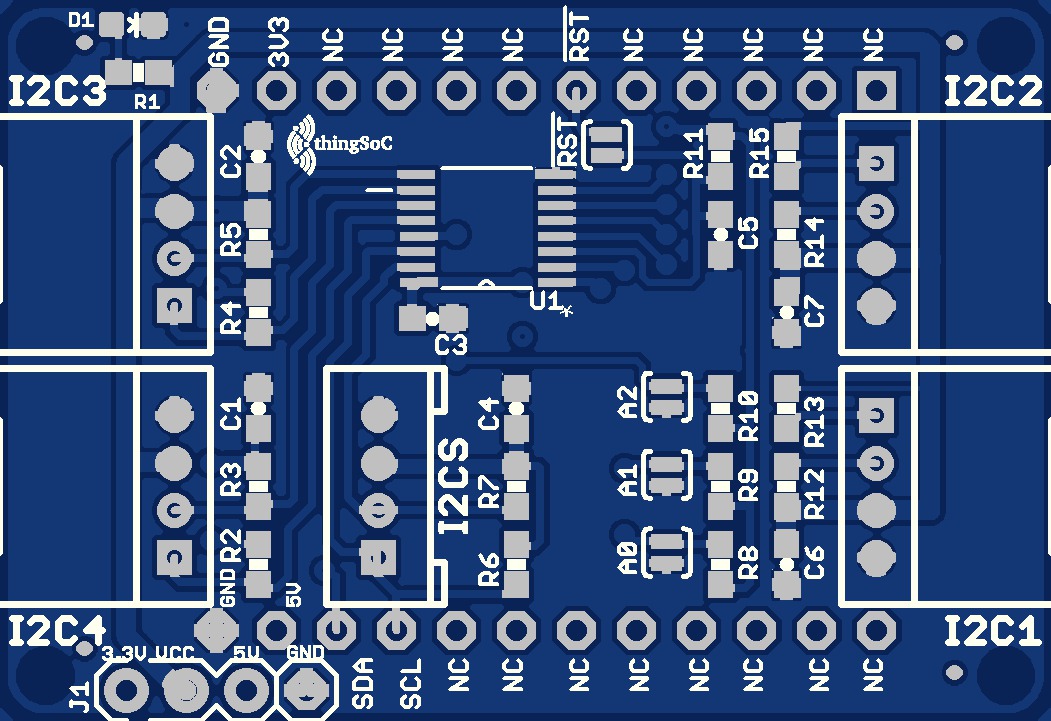 D1
GND
3V3
NC
NC
NC
NC
RST
NC
NC
NC
NC
NC
I2C3
R1
I2C2
thingSoC
RST
R11
R15
C2
R5
C5
R14
R4
C3
U1
*
C7
C1
C4
A2
R10
R13
R3
I2CS
R7
A1
R9
R12
R2
R6
A0
R8
C6
GND
5V
I2C4
I2C1
3.3V
VCC
5V
GND
J1
SDA
SCL
NC
NC
NC
NC
NC
NC
NC
NC